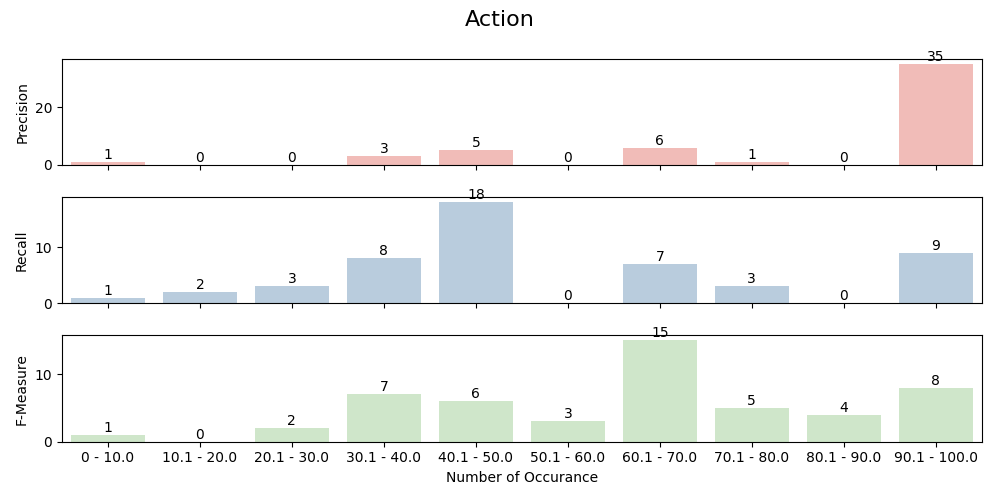 Action
Precision
20
0
1 0 0 3 5 0 6 1 0 35
Recall
10
0
1 2 3 8 18 0 7 3 0 9
F-Measure
10
0
1 0 2 7 6 3 15 5 4 8
0 - 10.0 10.1 - 20.0 20.1 - 30.0 30.1 - 40.0 40.1 - 50.0 50.1 - 60.0 60.1 - 70.0 70.1 - 80.0 80.1 - 90.0 90.1 - 100.0
Number of Occurance